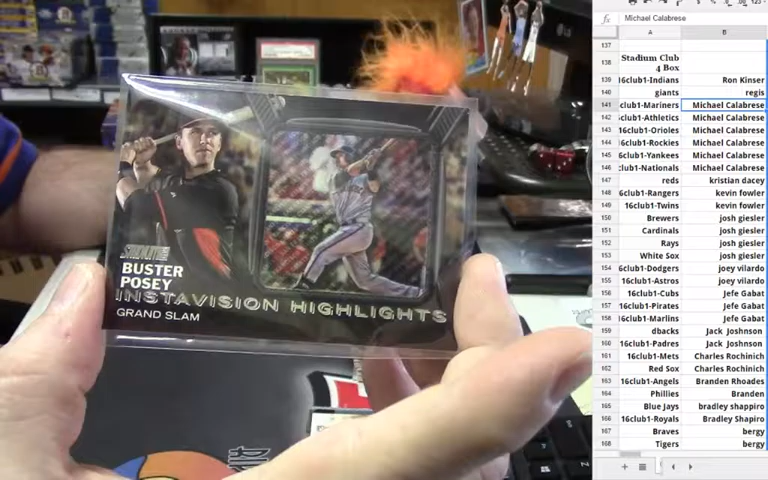 BUSTER
POSEY
INSTAVISION HIGHLIGHTS
GRAND SLAM
fx Michael Calabrese
A B
137
138 Stadium Club
4 Box
139 16club1-Indians Ron Kinser
140 giants regis
141 club1-Mariners Michael Calabrese
142 club1-Athletics Michael Calabrese
143 16club1-Orioles Michael Calabrese
144 16club1-Rockies Michael Calabrese
145 16club1-Yankees Michael Calabrese
146 club1-Nationals Michael Calabrese
147 reds kristian dacey
148 6club1-Rangers kevin fowler
149 16club1-Twins kevin fowler
150 Brewers josh giesler
151 Cardinals josh giesler
152 Rays josh giesler
153 White Sox josh giesler
154 6club1-Dodgers joey vilardo
155 16club1-Astros joey vilardo
156 16club1-Cubs Jefe Gabat
157 16club1-Pirates Jefe Gabat
158 16club1-Marlins Jefe Gabat
159 dbacks Jack Joshnson
160 16club1-Padres Jack Joshnson
161 16club1-Mets Charles Rochinich
162 Red Sox Charles Rochinich
163 16club1-Angels Branden Rhoades
164 Phillies Branden
165 Blue Jays bradley shappiro
166 16club1-Royals Bradley Shapiro
167 Braves bergy
168 Tigers bergy